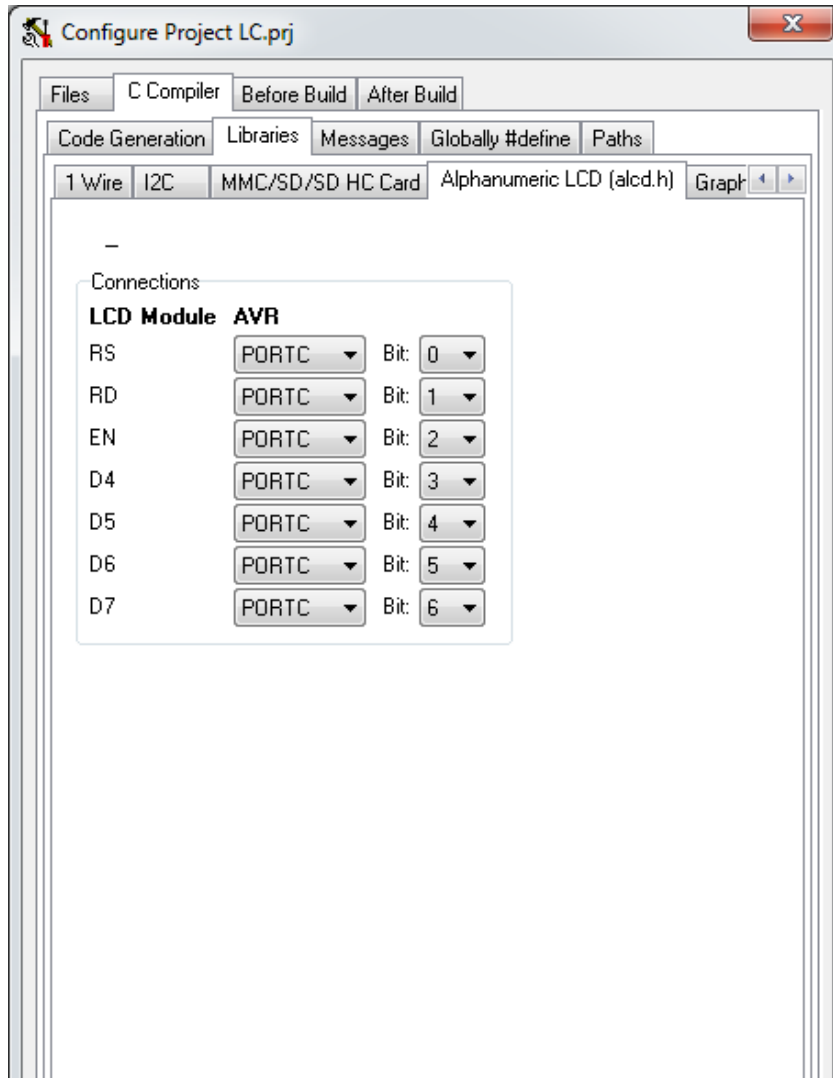 Configure Project LC.prj
Files C Compiler Before Build After Build
Code Generation Libraries Messages Globally #define Paths
1 Wire I2C MMC/SD/SD HC Card Alphanumeric LCD (alcd.h) Graph
Connections
LCD Module AVR
RS PORTC Bit: 0
RD PORTC Bit: 1
EN PORTC Bit: 2
D4 PORTC Bit: 3
D5 PORTC Bit: 4
D6 PORTC Bit: 5
D7 PORTC Bit: 6